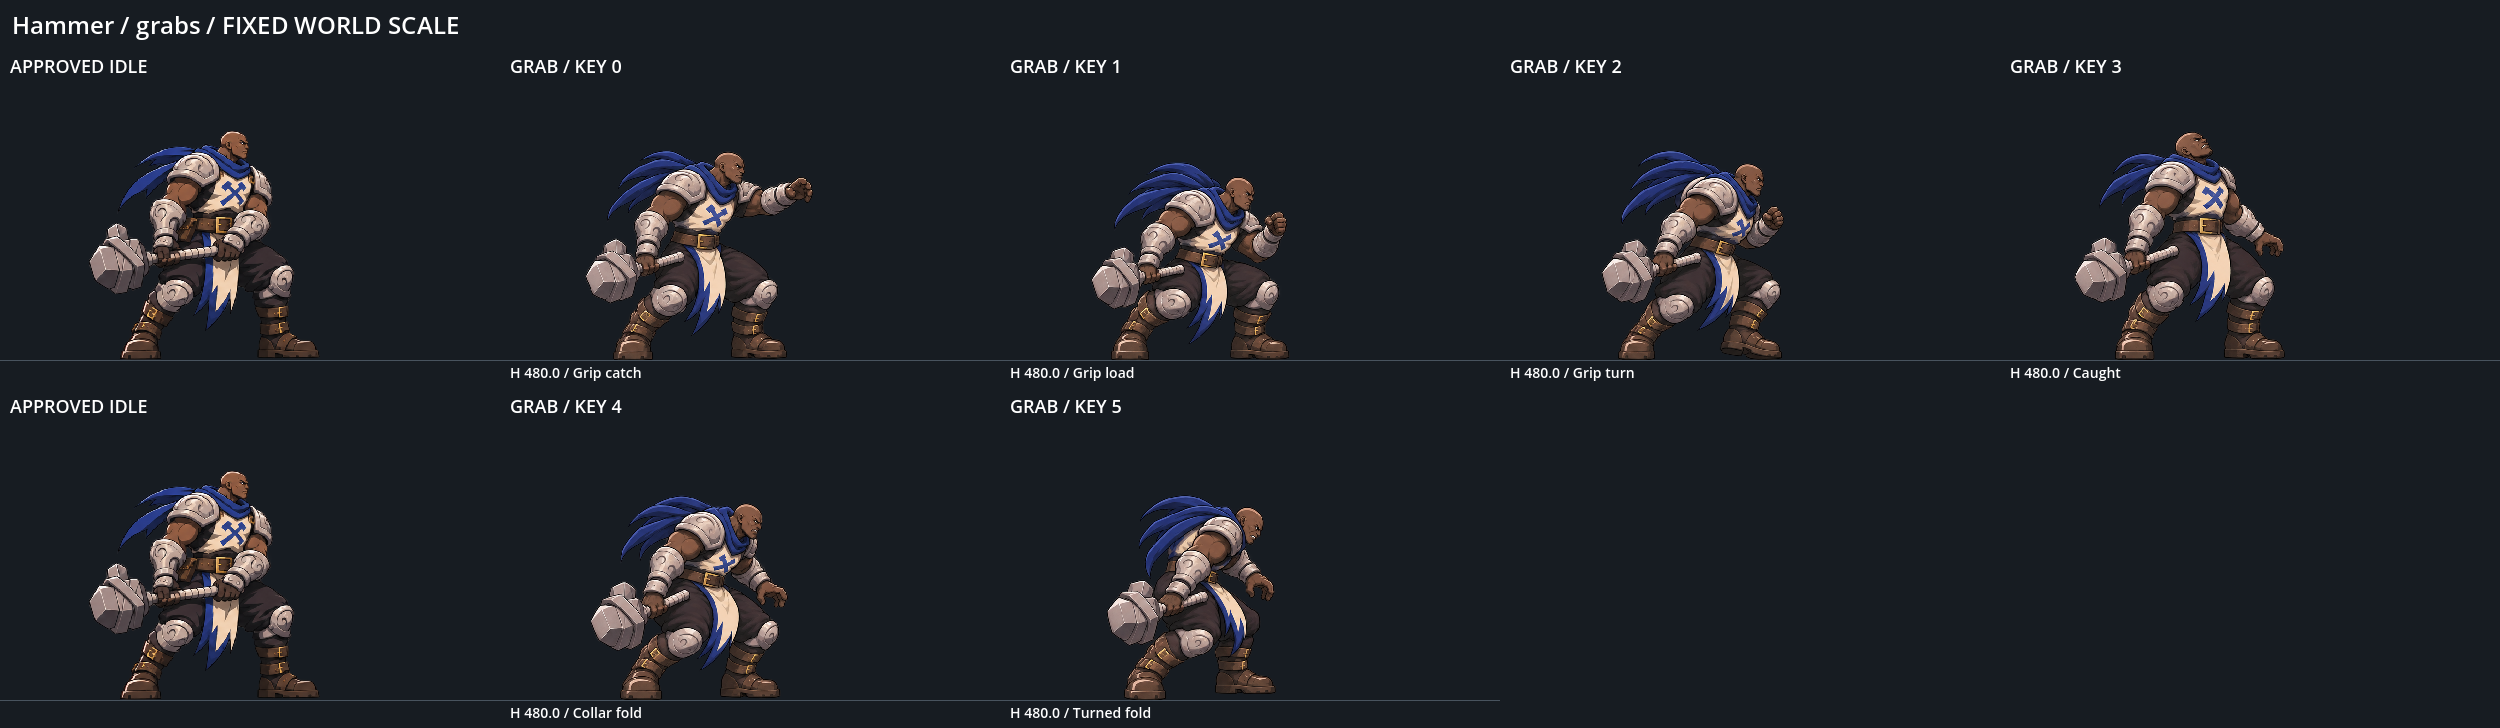 Hammer / grabs / FIXED WORLD SCALE
APPROVED IDLE
GRAB / KEY 0
GRAB / KEY 1
GRAB / KEY 2
GRAB / KEY 3
H 480.0 / Grip catch
H 480.0 / Grip load
H 480.0 / Grip turn
H 480.0 / Caught
APPROVED IDLE
GRAB / KEY 4
GRAB / KEY 5
H 480.0 / Collar fold
H 480.0 / Turned fold